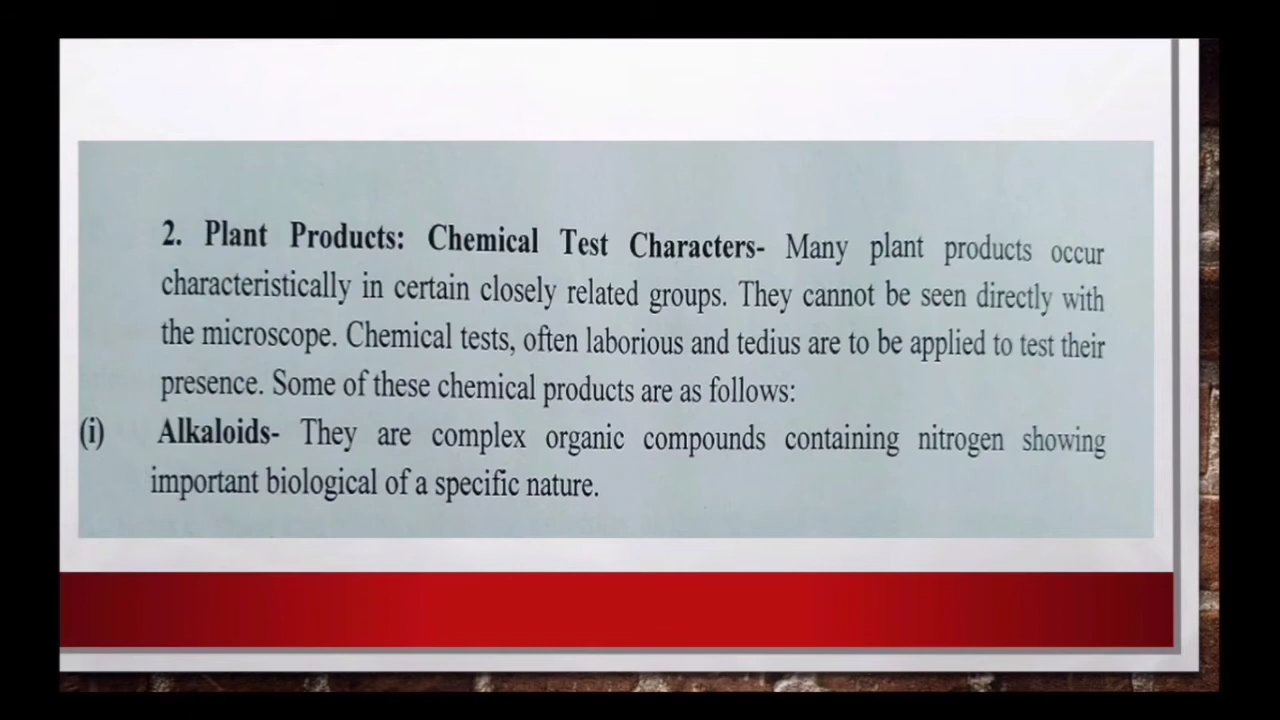 2. Plant Products: Chemical Test Characters- Many plant products occur
characteristically in certain closely related groups. They cannot be seen directly with
the microscope. Chemical tests, often laborious and tedius are to be applied to test their
presence. Some of these chemical products are as follows:
(i) Alkaloids- They are complex organic compounds containing nitrogen showing
important biological of a specific nature.